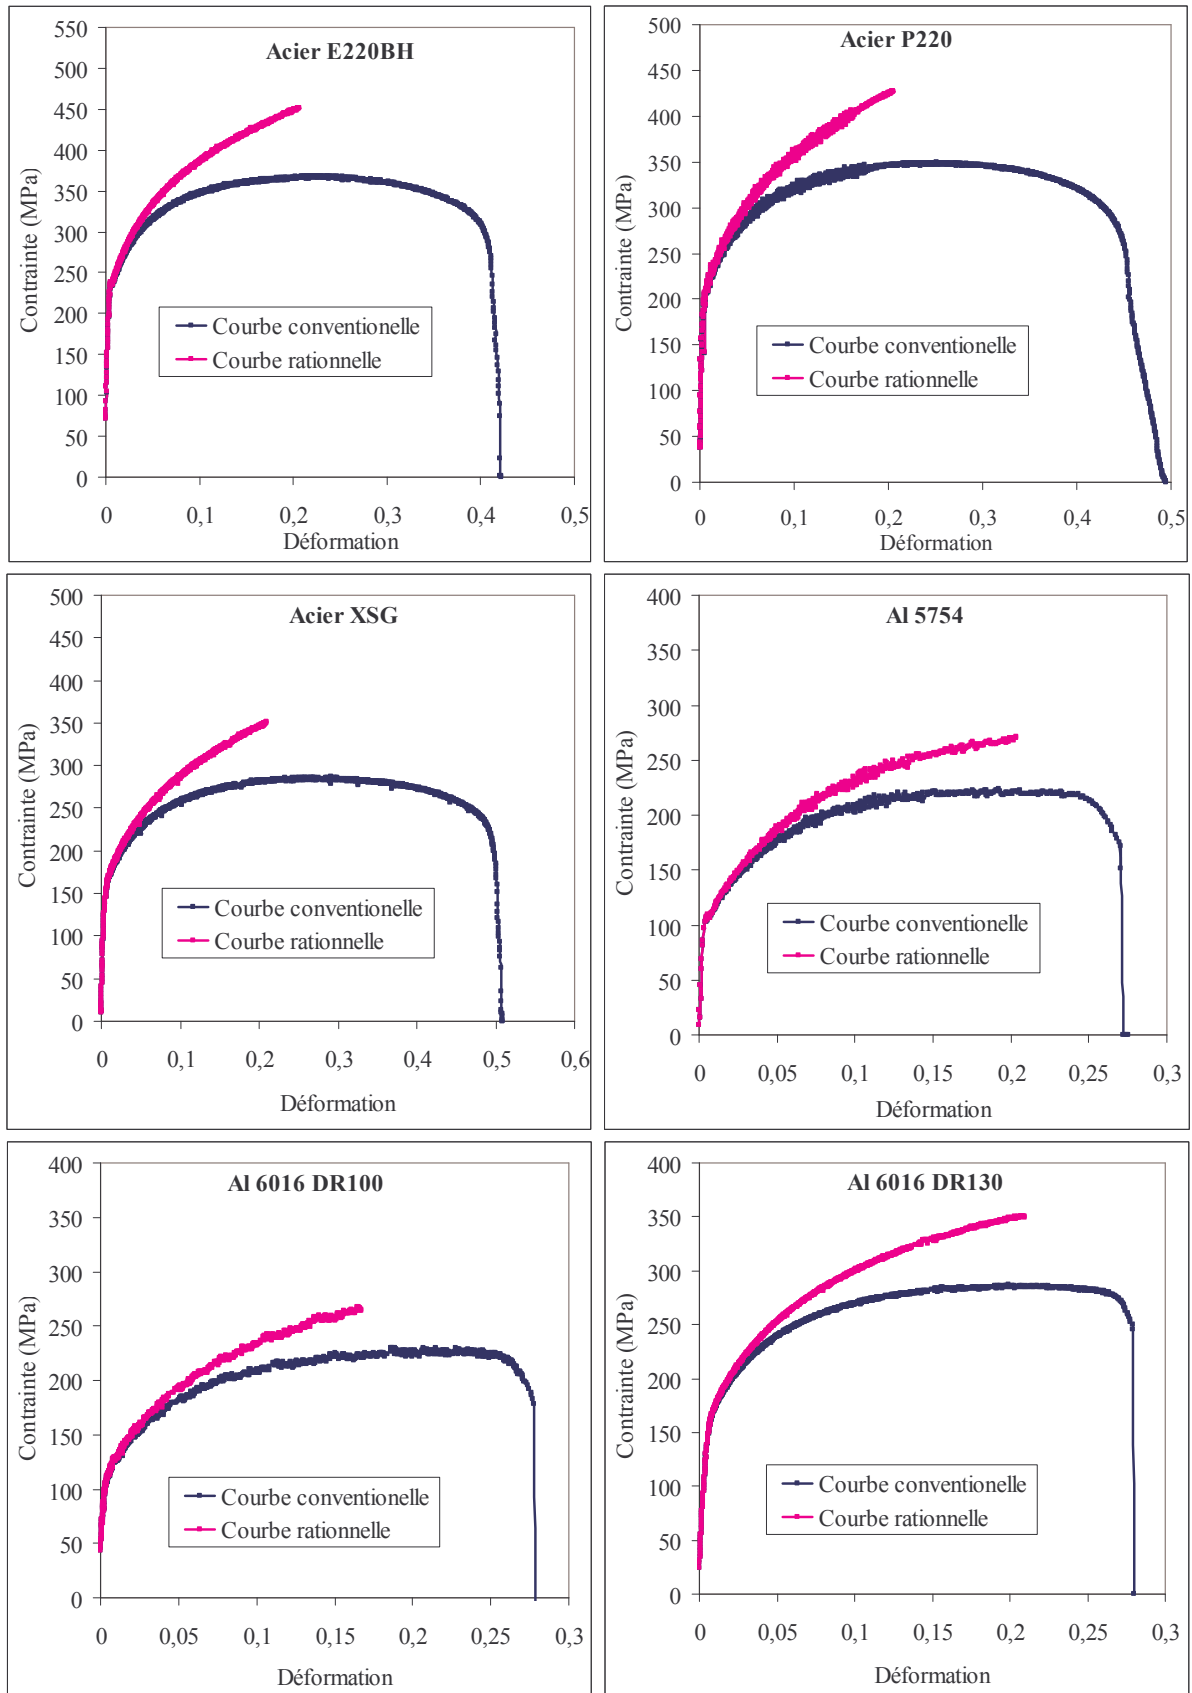 Acier E220BH
550
500
450
400
350
300
250
200
150
100
50
0
Contrainte (MPa)
Courbe conventionelle
Courbe rationnelle
0 0,1 0,2 0,3 0,4 0,5
Déformation
Acier P220
500
450
400
350
300
250
200
150
100
50
0
Contrainte (MPa)
Courbe conventionelle
Courbe rationnelle
0 0,1 0,2 0,3 0,4 0,5
Déformation
Acier XSG
500
450
400
350
300
250
200
150
100
50
0
Contrainte (MPa)
Courbe conventionelle
Courbe rationnelle
0 0,1 0,2 0,3 0,4 0,5 0,6
Déformation
Al 5754
400
350
300
250
200
150
100
50
0
Contrainte (MPa)
Courbe conventionelle
Courbe rationnelle
0 0,05 0,1 0,15 0,2 0,25 0,3
Déformation
Al 6016 DR100
400
350
300
250
200
150
100
50
0
Contrainte (MPa)
Courbe conventionelle
Courbe rationnelle
0 0,05 0,1 0,15 0,2 0,25 0,3
Déformation
Al 6016 DR130
400
350
300
250
200
150
100
50
0
Contrainte (MPa)
Courbe conventionelle
Courbe rationnelle
0 0,05 0,1 0,15 0,2 0,25 0,3
Déformation